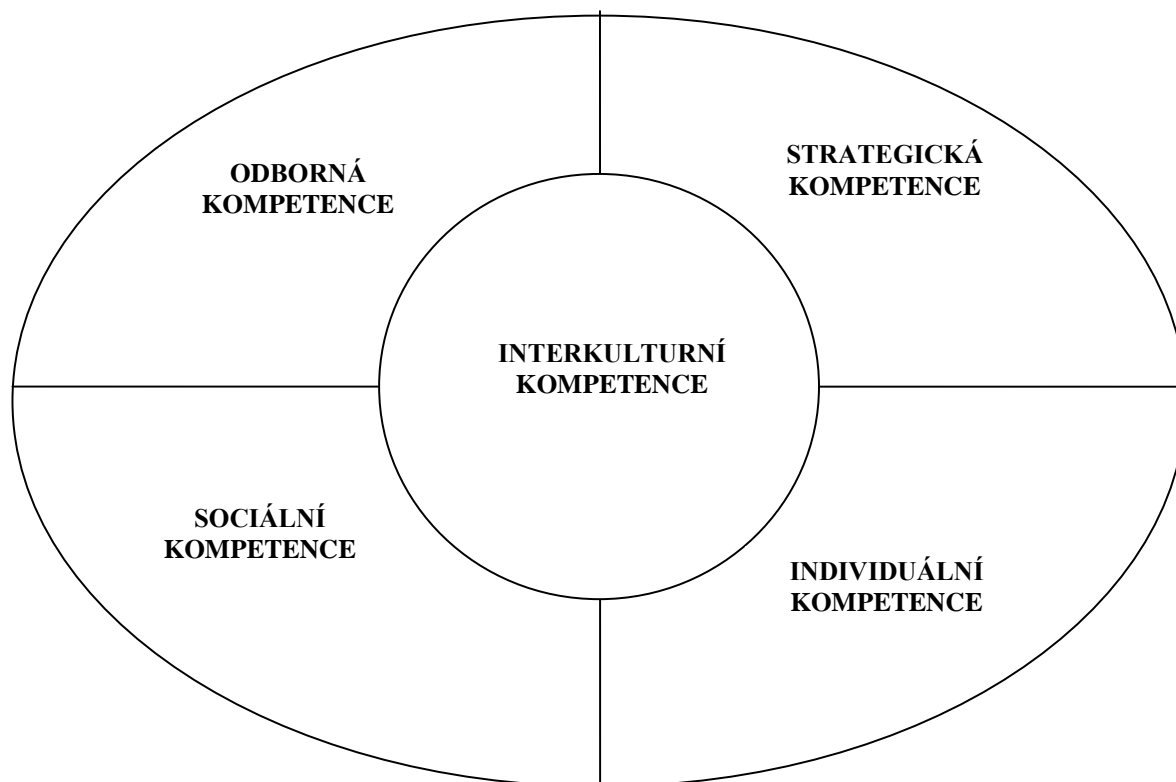 ODBORNÁ
KOMPETENCE
STRATEGICKÁ
KOMPETENCE
INTERKULTURNÍ
KOMPETENCE
SOCIÁLNÍ
KOMPETENCE
INDIVIDUÁLNÍ
KOMPETENCE